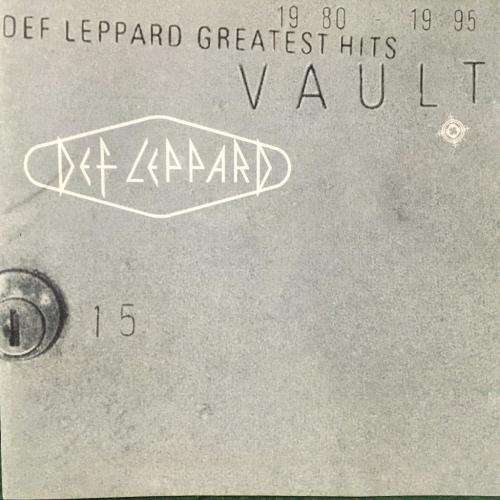 19 80 - 19 95
DEF LEPPARD GREATEST HITS
VAULT
DEF LEPPARD
15